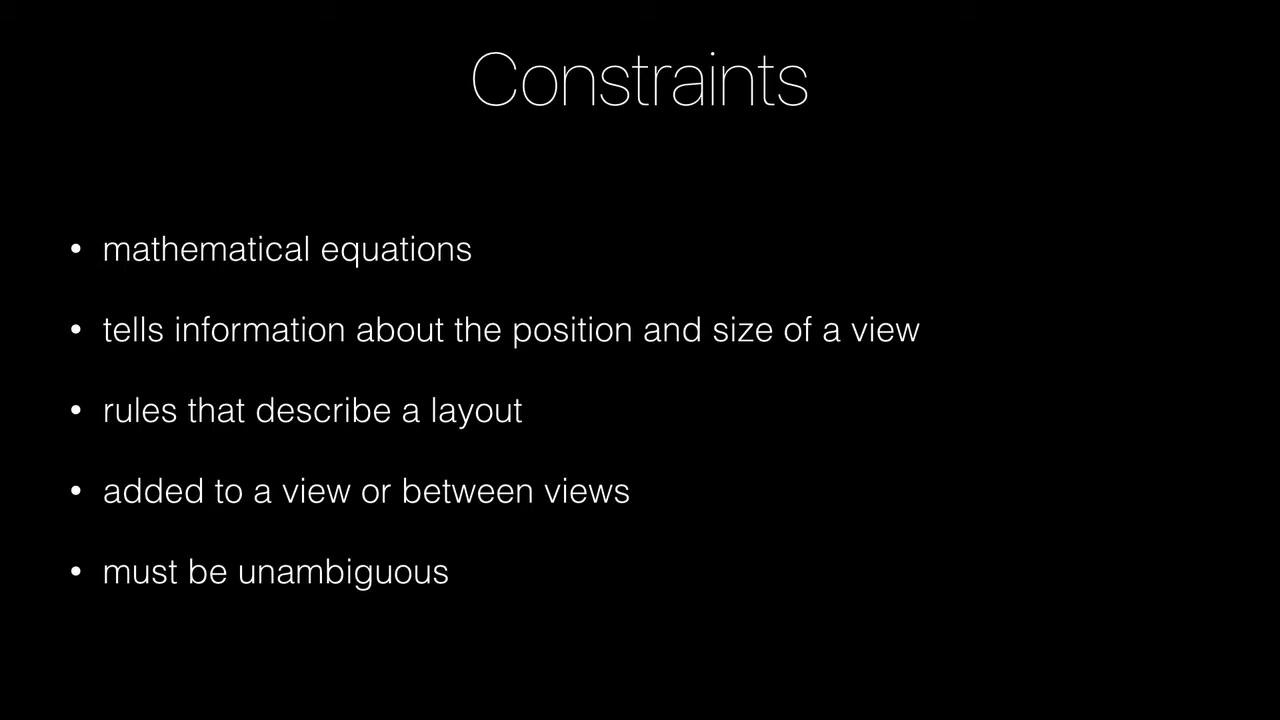 Constraints
• mathematical equations
• tells information about the position and size of a view
• rules that describe a layout
• added to a view or between views
• must be unambiguous